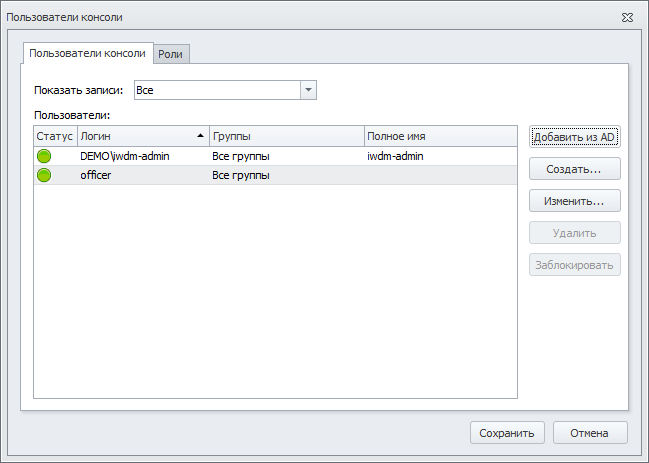 Пользователи консоли
Пользователи консоли Роли
Показать записи: Все
Пользователи:
Статус Логин Группы Полное имя
DEMO\iwdm-admin Все группы iwdm-admin
officer Все группы
Добавить из AD
Создать...
Изменить...
Удалить
Заблокировать
Сохранить Отмена